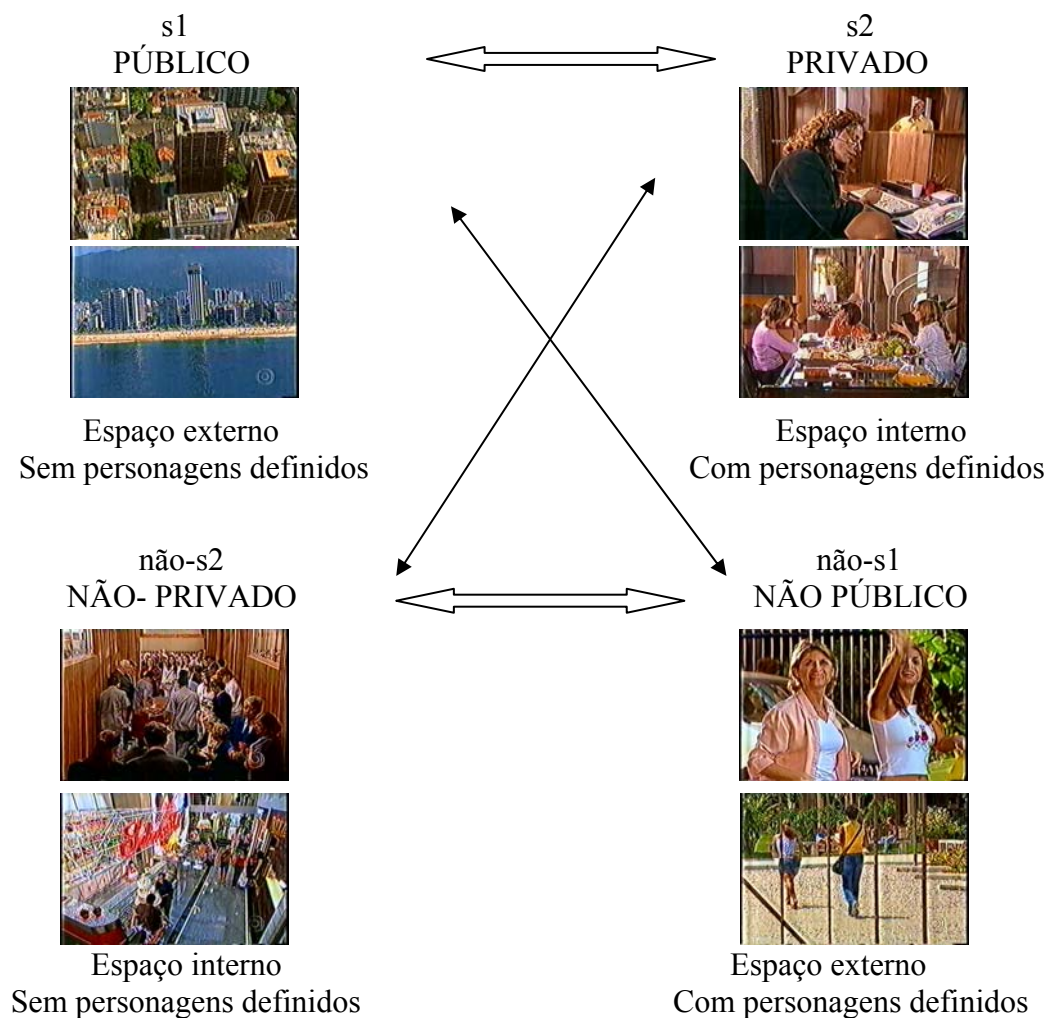 s1
PÚBLICO
s2
PRIVADO
Espaço externo
Sem personagens definidos
Espaço interno
Com personagens definidos
não-s2
NÃO- PRIVADO
não-s1
NÃO PÚBLICO
Espaço interno
Sem personagens definidos
Espaço externo
Com personagens definidos